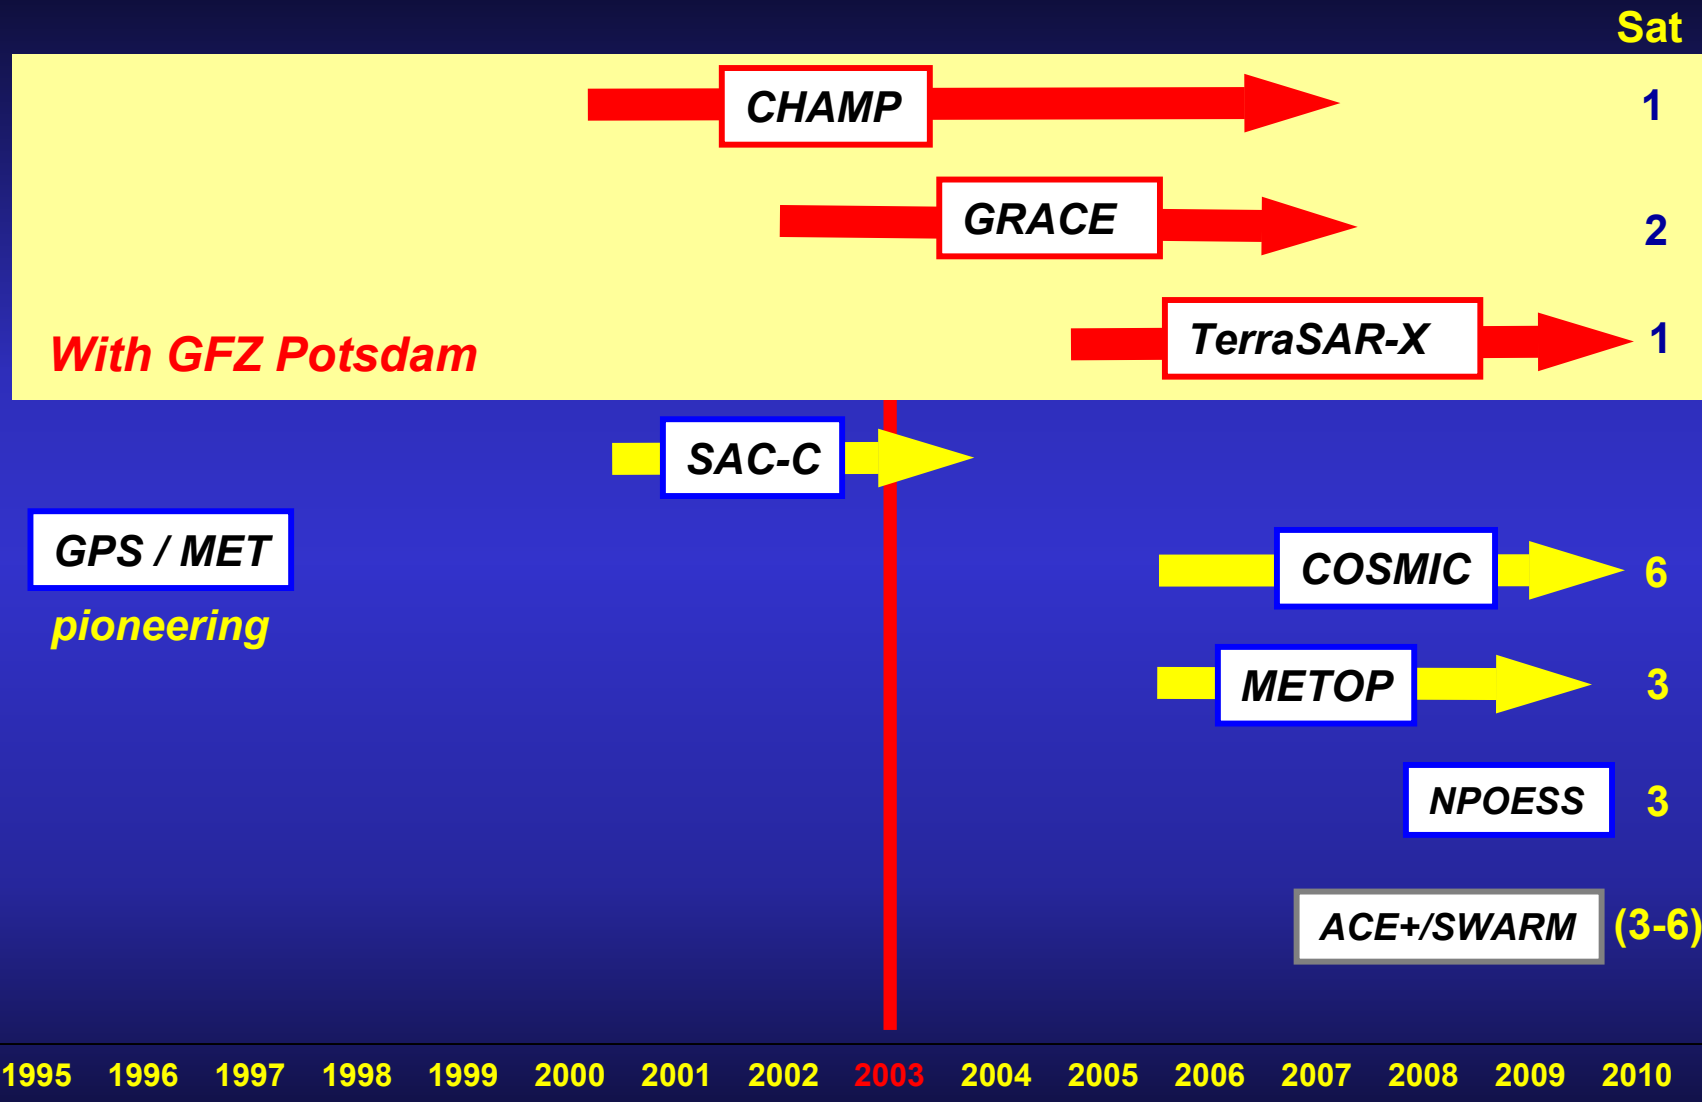 Sat
CHAMP 1
GRACE 2
TerraSAR-X 1
With GFZ Potsdam
SAC-C
GPS / MET
COSMIC 6
pioneering
METOP 3
NPOESS 3
ACE+/SWARM (3-6)
1995 1996 1997 1998 1999 2000 2001 2002 2003 2004 2005 2006 2007 2008 2009 2010